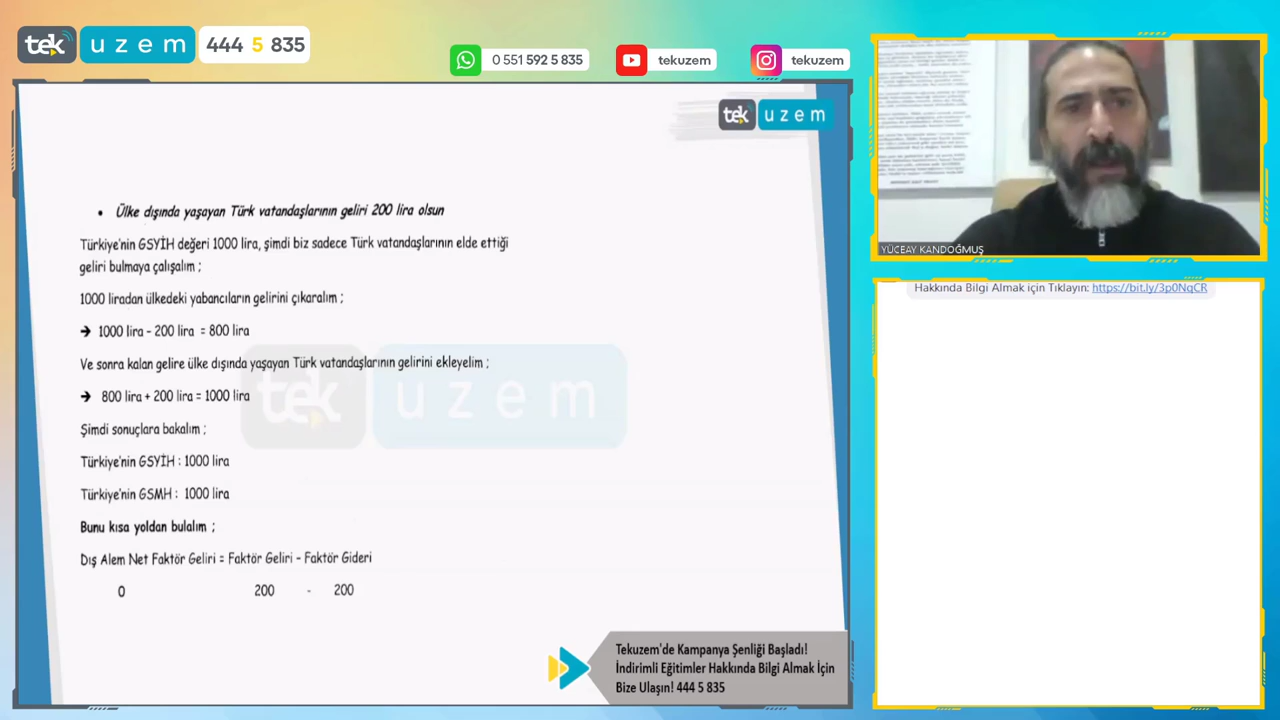 tek uzem 444 5 835
0 551 592 5 835
tekuzem
tekuzem
tek uzem
• Ülke dışında yaşayan Türk vatandaşlarının geliri 200 lira olsun
Türkiye'nin GSYİH değeri 1000 lira, şimdi biz sadece Türk vatandaşlarının elde ettiği
geliri bulmaya çalışalım ;
1000 liradan ülkedeki yabancıların gelirini çıkaralım ;
→ 1000 lira - 200 lira = 800 lira
Ve sonra kalan gelire ülke dışında yaşayan Türk vatandaşlarının gelirini ekleyelim ;
→ 800 lira + 200 lira = 1000 lira
tek uzem
Şimdi sonuçlara bakalım ;
Türkiye'nin GSYİH : 1000 lira
Türkiye'nin GSMH : 1000 lira
Bunu kısa yoldan bulalım ;
Dış Alem Net Faktör Geliri = Faktör Geliri - Faktör Gideri
0 200 - 200
Tekuzem'de Kampanya Şenliği Başladı!
İndirimli Eğitimler Hakkında Bilgi Almak İçin
Bize Ulaşın! 444 5 835
YÜCEAY KANDOĞMUŞ
Hakkında Bilgi Almak için Tıklayın: https://bit.ly/3p0NqCR